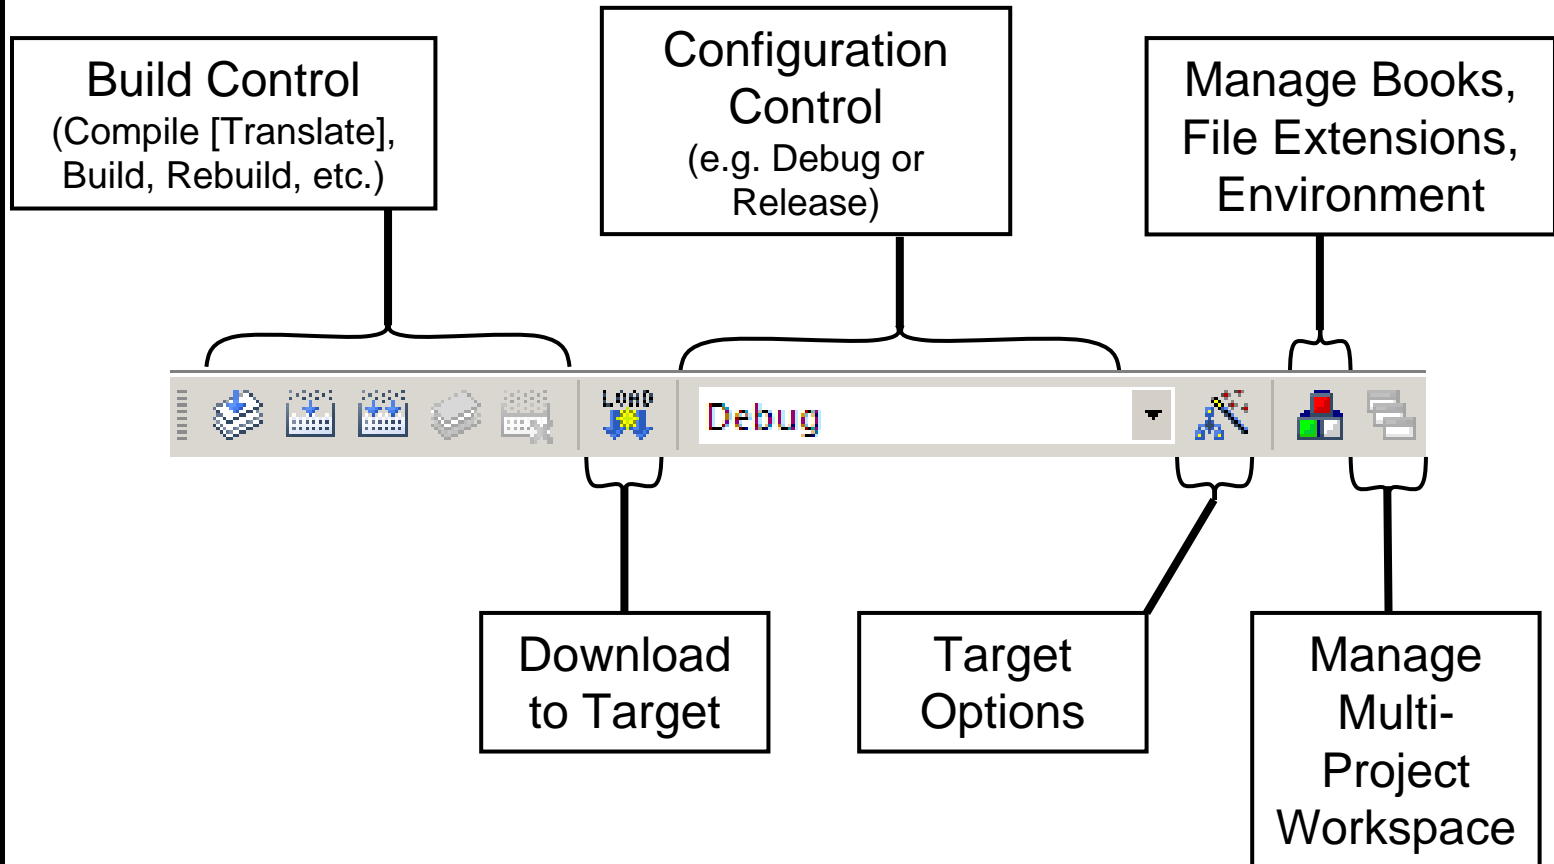 Build Control
(Compile [Translate],
Build, Rebuild, etc.)
Configuration
Control
(e.g. Debug or
Release)
Manage Books,
File Extensions,
Environment
LOAD
Debug
Download
to Target
Target
Options
Manage
Multi-
Project
Workspace